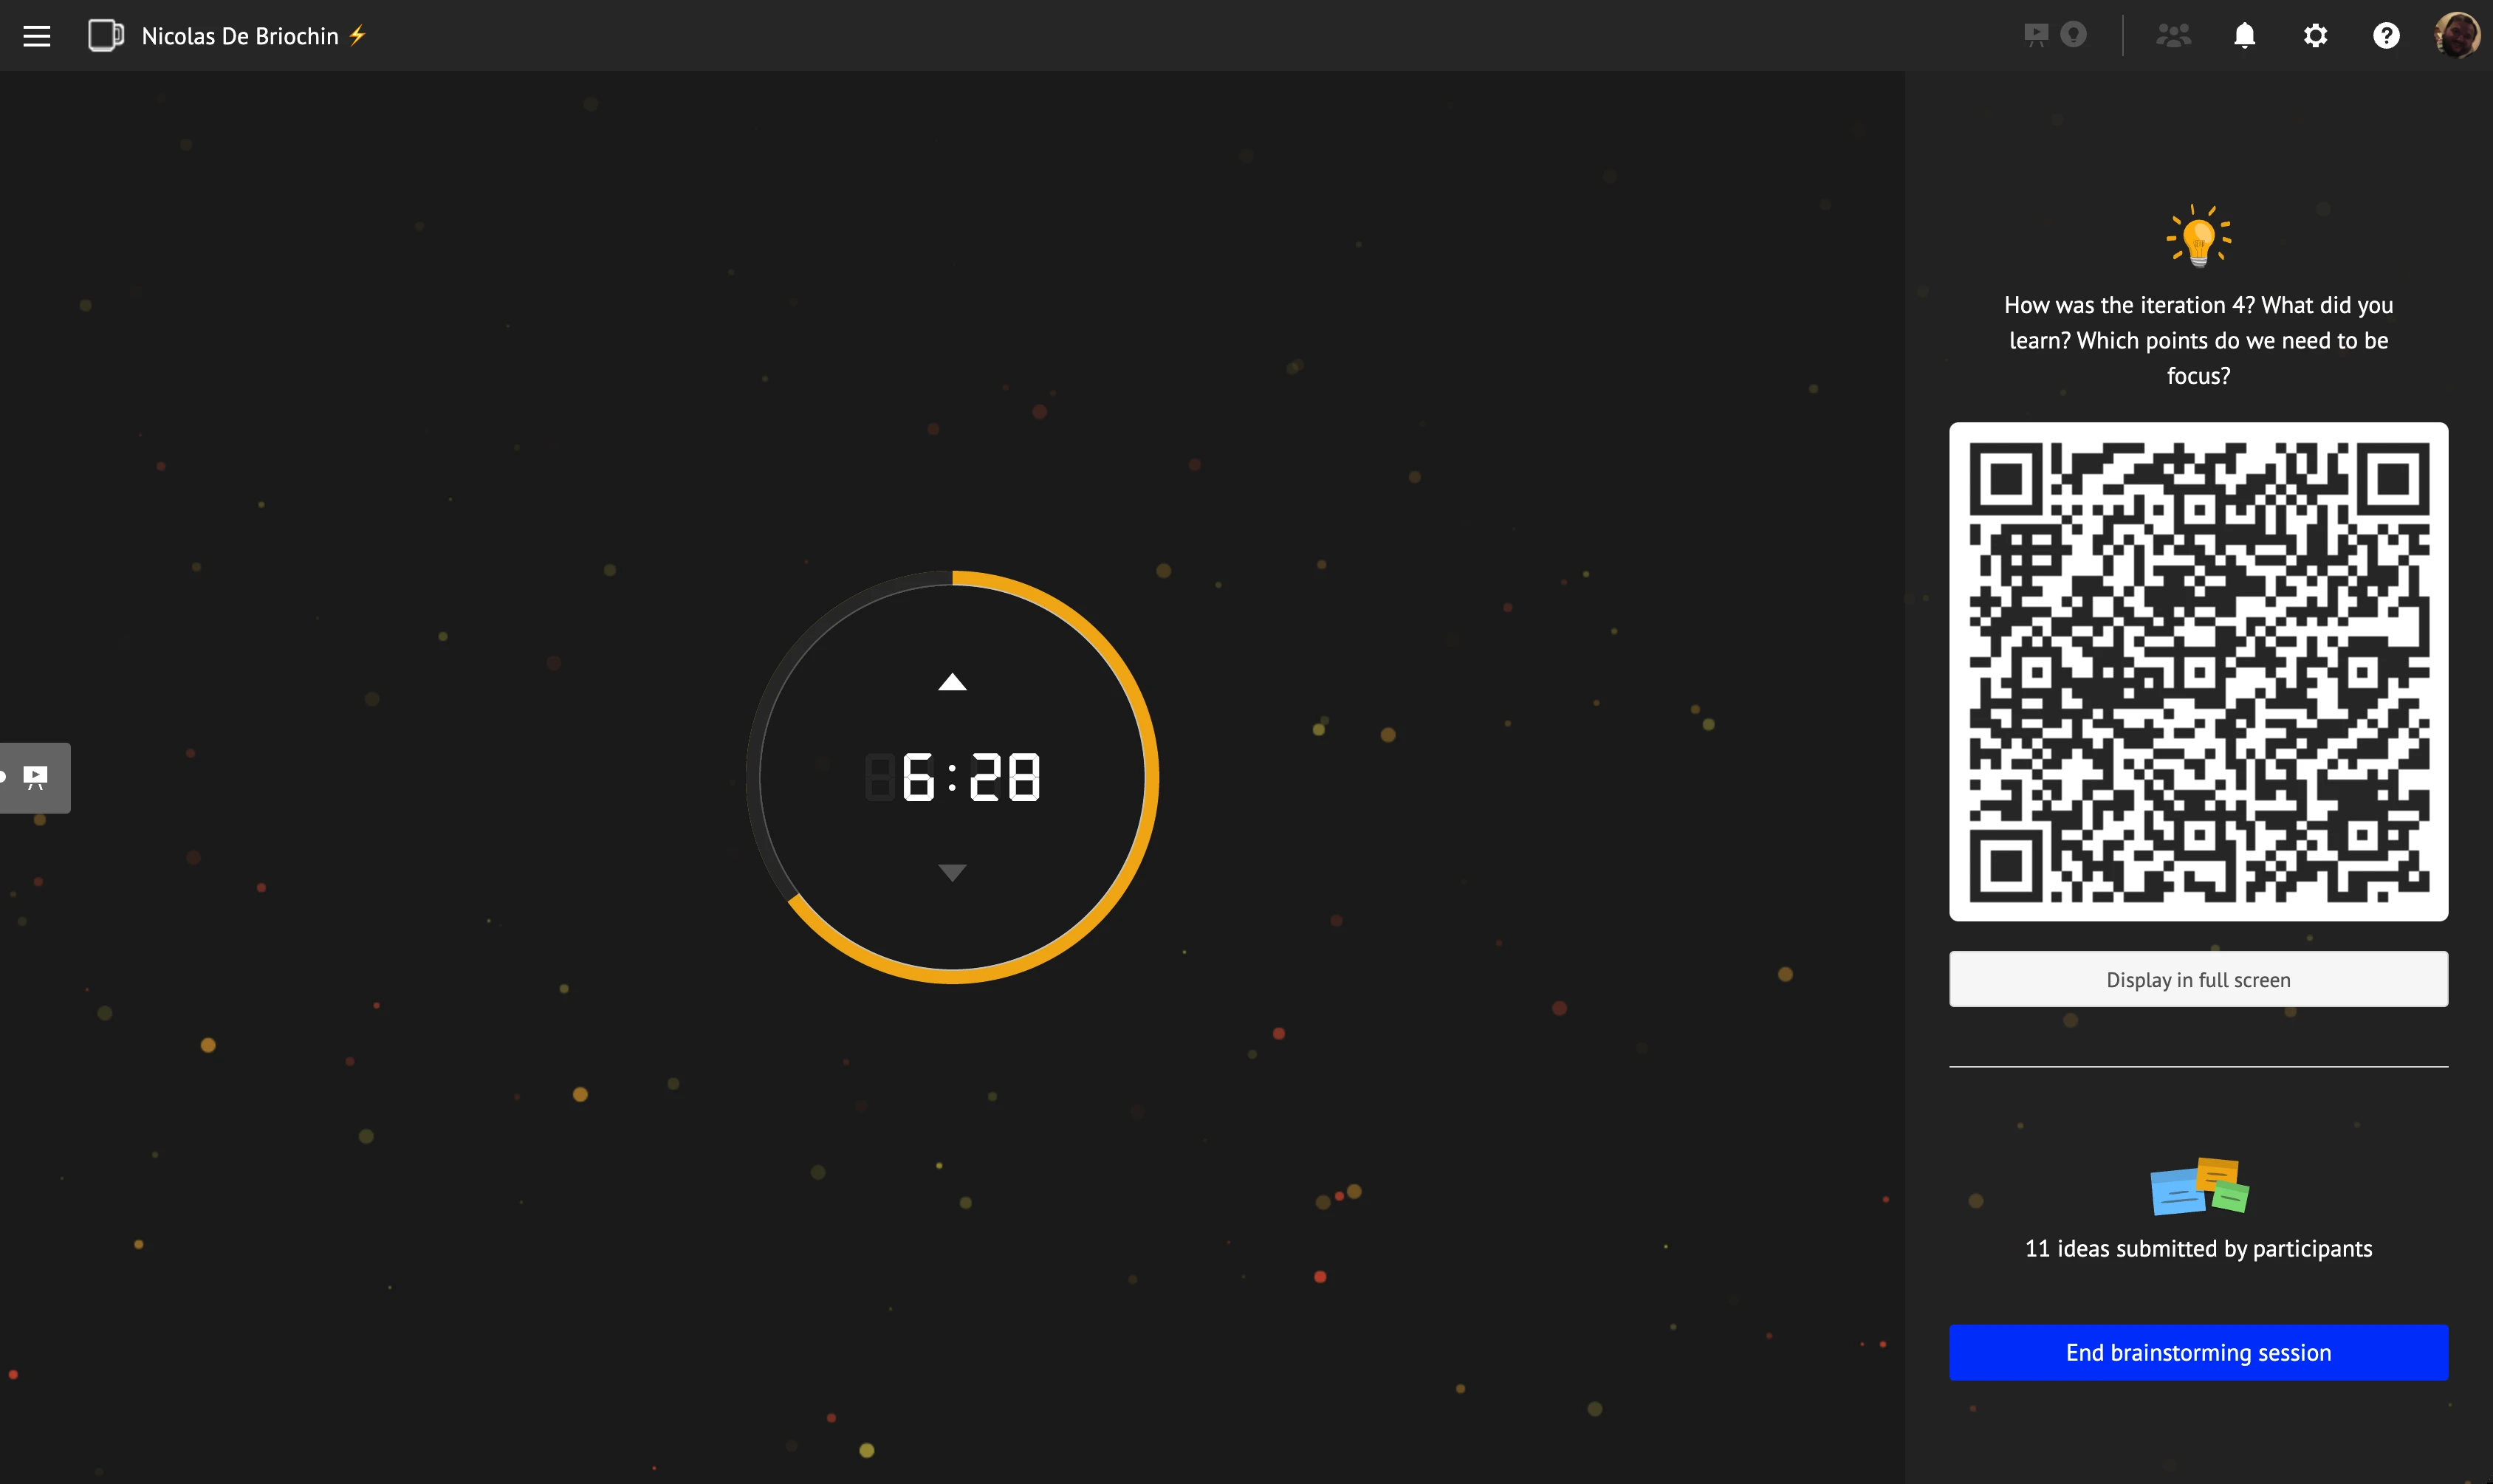 Nicolas De Briochin ⚡
How was the iteration 4? What did you
learn? Which points do we need to be
focus?
6:28
Display in full screen
11 ideas submitted by participants
End brainstorming session